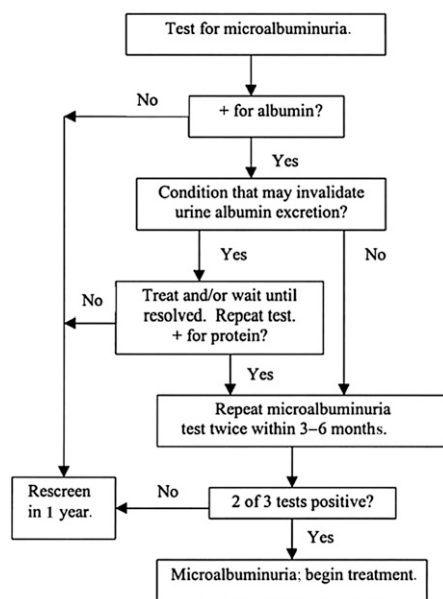 Test for microalbuminuria.
No
+ for albumin?
Yes
Condition that may invalidate
urine albumin excretion?
Yes
No
No
Treat and/or wait until
resolved. Repeat test.
+ for protein?
Yes
Repeat microalbuminuria
test twice within 3–6 months.
Rescreen
in 1 year.
No
2 of 3 tests positive?
Yes
Microalbuminuria; begin treatment.